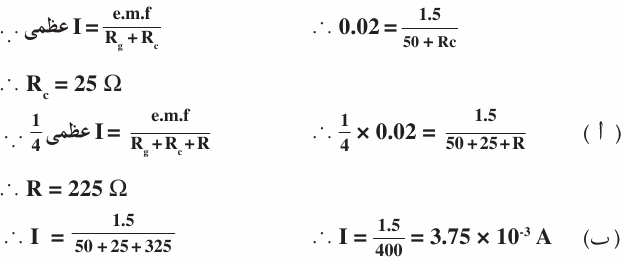 ∵ I عظمى = e.m.f / (R_g + R_c) ∴ 0.02 = 1.5 / (50 + Rc)
∴ R_c = 25 Ω
∵ 1/4 I عظمى = e.m.f / (R_g + R_c + R) ∴ 1/4 × 0.02 = 1.5 / (50 + 25 + R) (أ)
∴ R = 225 Ω
∴ I = 1.5 / (50 + 25 + 325) ∴ I = 1.5 / 400 = 3.75 × 10⁻³ A (ب)